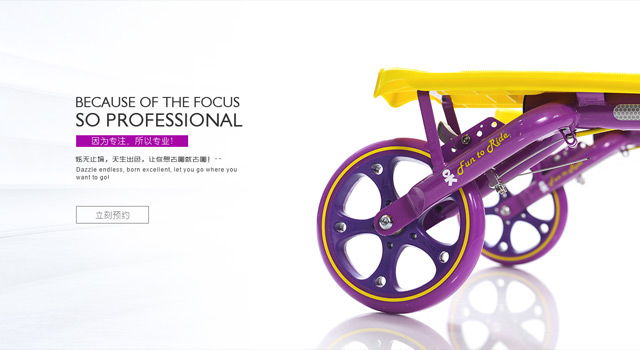 BECAUSE OF THE FOCUS
SO PROFESSIONAL
因为专注，所以专业！
炫无止境，天生出色，让你想去哪就去哪！--
Dazzle endless, born excellent, let you go where you
want to go!
立刻预约
OK Fun to Ride
Fun to Ride